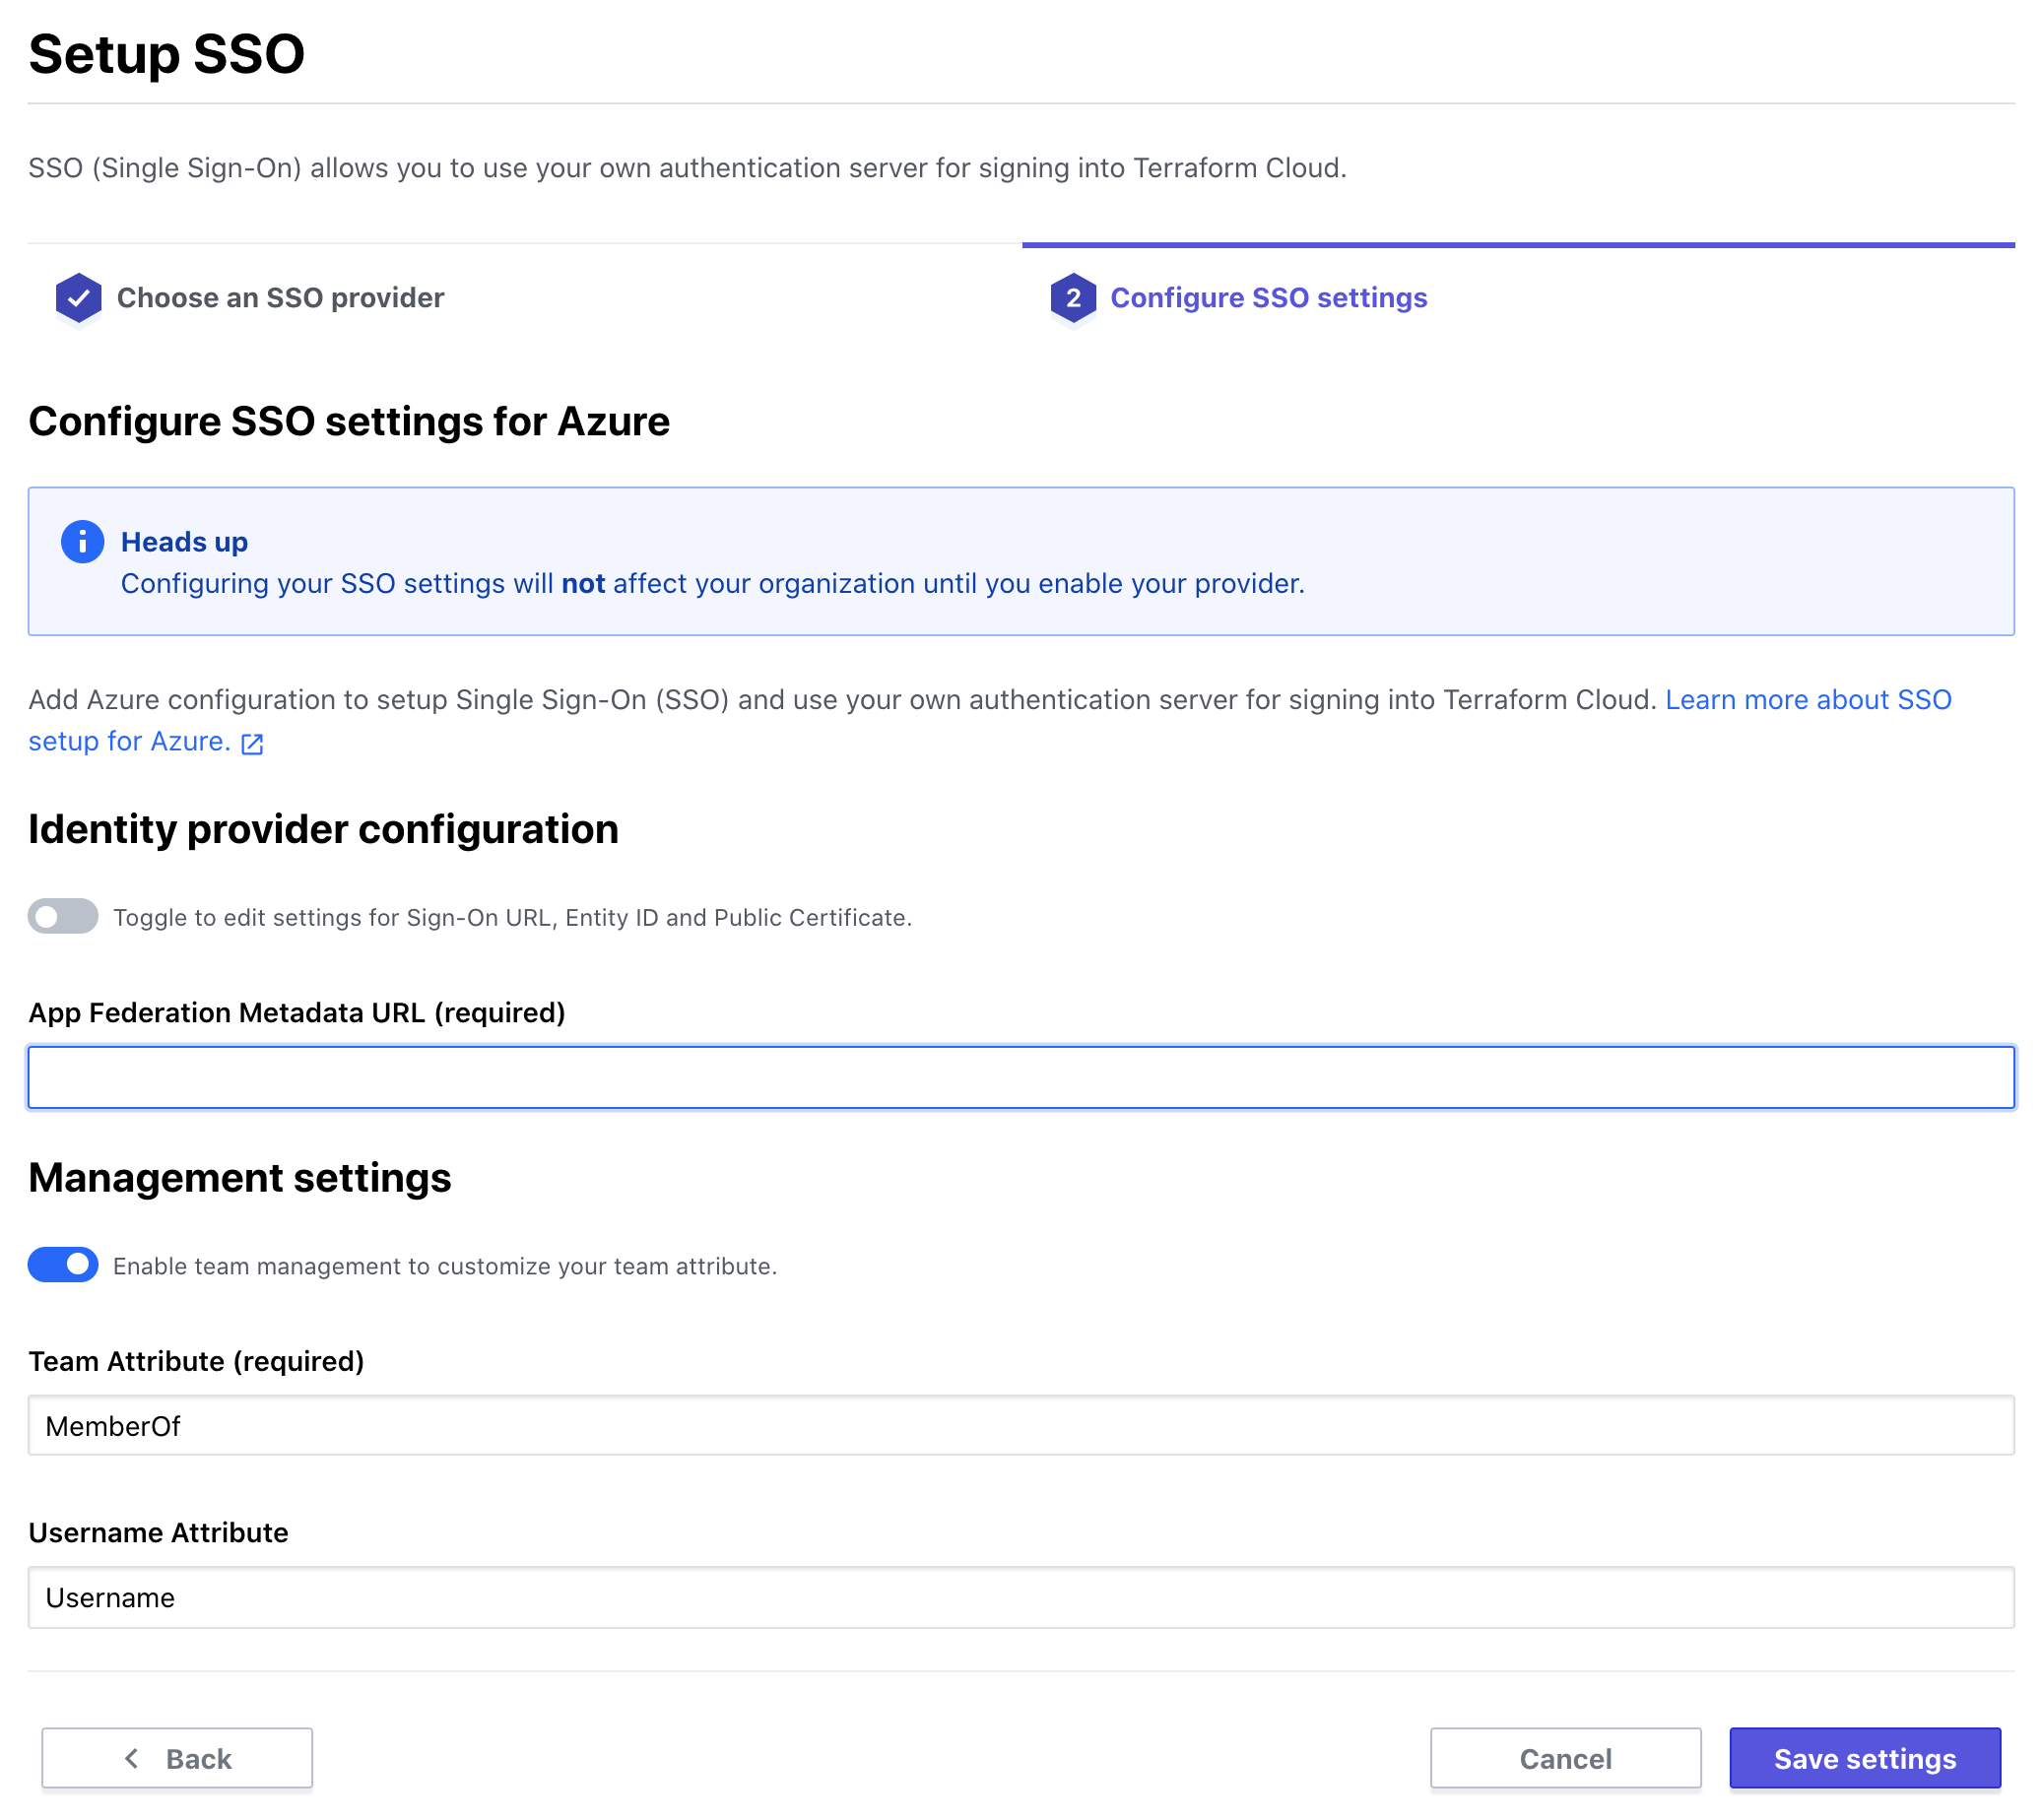 Setup SSO
SSO (Single Sign-On) allows you to use your own authentication server for signing into Terraform Cloud.
Choose an SSO provider
2 Configure SSO settings
Configure SSO settings for Azure
Heads up
Configuring your SSO settings will not affect your organization until you enable your provider.
Add Azure configuration to setup Single Sign-On (SSO) and use your own authentication server for signing into Terraform Cloud. Learn more about SSO
setup for Azure.
Identity provider configuration
Toggle to edit settings for Sign-On URL, Entity ID and Public Certificate.
App Federation Metadata URL (required)
Management settings
Enable team management to customize your team attribute.
Team Attribute (required)
MemberOf
Username Attribute
Username
Back
Cancel
Save settings